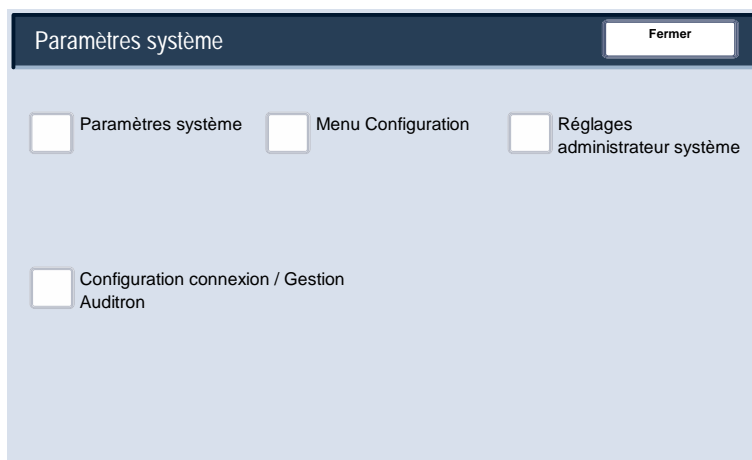 Paramètres système
Fermer
Paramètres système
Menu Configuration
Réglages
administrateur système
Configuration connexion / Gestion
Auditron